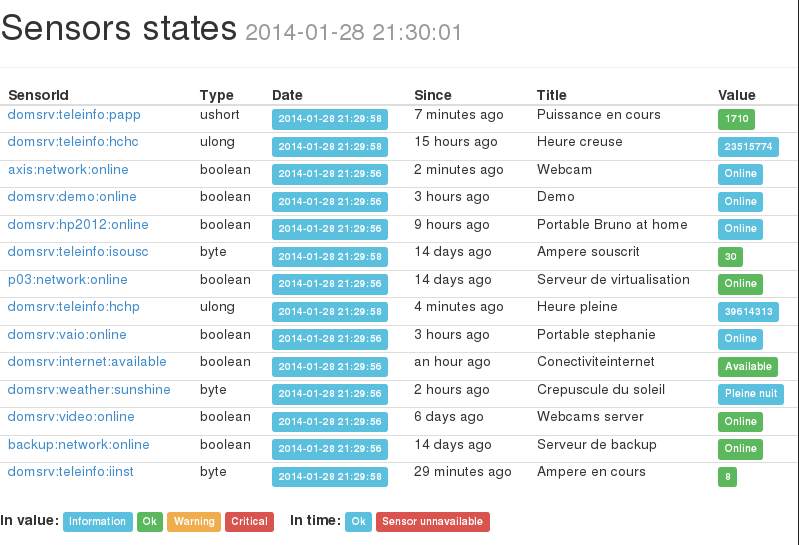 Sensors states 2014-01-28 21:30:01
SensorId Type Date Since Title Value
domsrv:teleinfo:papp ushort 2014-01-28 21:29:58 7 minutes ago Puissance en cours 1710
domsrv:teleinfo:hchc ulong 2014-01-28 21:29:58 15 hours ago Heure creuse 23515774
axis:network:online boolean 2014-01-28 21:29:56 2 minutes ago Webcam Online
domsrv:demo:online boolean 2014-01-28 21:29:56 3 hours ago Demo Online
domsrv:hp2012:online boolean 2014-01-28 21:29:56 9 hours ago Portable Bruno at home Online
domsrv:teleinfo:isousc byte 2014-01-28 21:29:58 14 days ago Ampere souscrit 30
p03:network:online boolean 2014-01-28 21:29:56 14 days ago Serveur de virtualisation Online
domsrv:teleinfo:hchp ulong 2014-01-28 21:29:58 4 minutes ago Heure pleine 39614313
domsrv:vaio:online boolean 2014-01-28 21:29:56 3 hours ago Portable stephanie Online
domsrv:internet:available boolean 2014-01-28 21:29:56 an hour ago Conectiviteinternet Available
domsrv:weather:sunshine byte 2014-01-28 21:29:56 2 hours ago Crepuscule du soleil Pleine nuit
domsrv:video:online boolean 2014-01-28 21:29:56 6 days ago Webcams server Online
backup:network:online boolean 2014-01-28 21:29:56 14 days ago Serveur de backup Online
domsrv:teleinfo:iinst byte 2014-01-28 21:29:58 29 minutes ago Ampere en cours 8
In value: Information Ok Warning Critical In time: Ok Sensor unnavailable